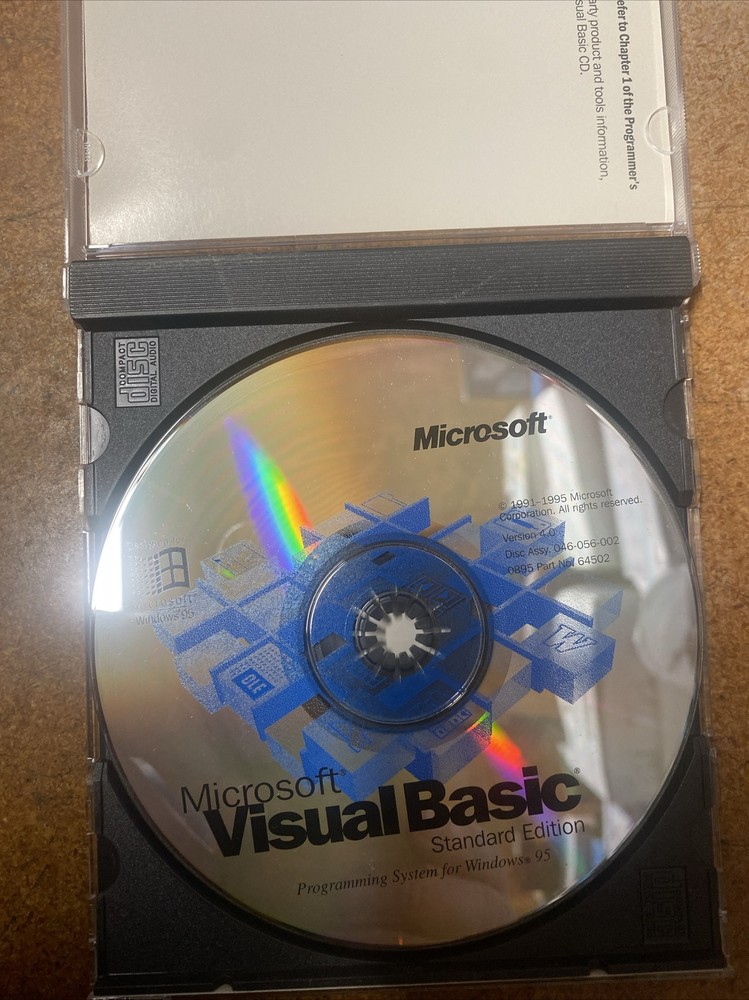 efer to Chapter 1 of the Programmer's
arty product and tools information,
sual Basic CD.
COMPACT
disc
DIGITAL AUDIO
Microsoft®
© 1991–1995 Microsoft
Corporation. All rights reserved.
Version 4.0
Disc Assy. 046-056-002
0895 Part No. 64502
Windows 95
W
OLE
Microsoft®
Visual Basic®
Standard Edition
Programming System for Windows® 95
disc